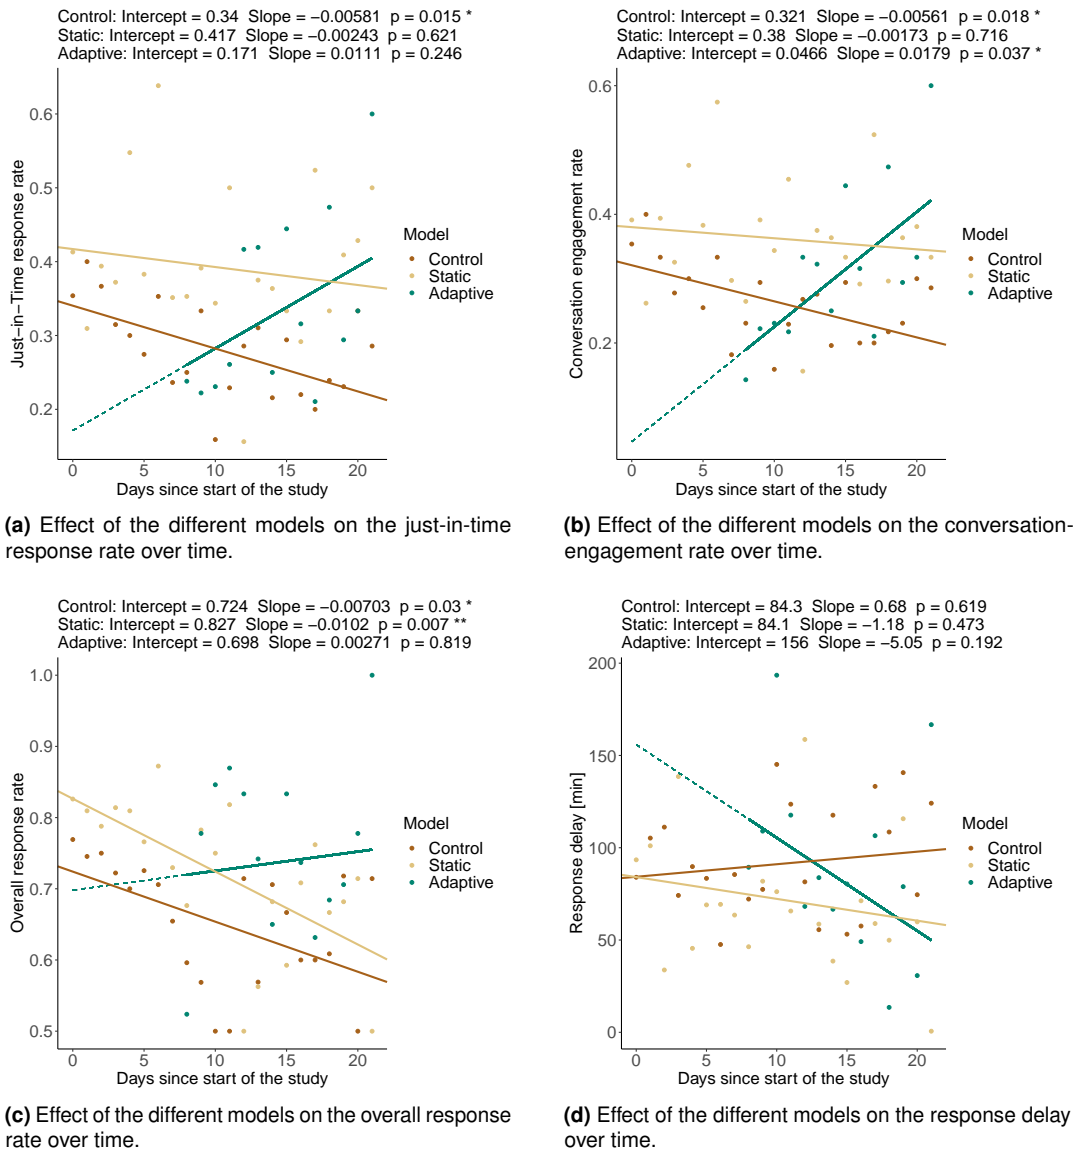 Control: Intercept = 0.34 Slope = −0.00581 p = 0.015 *
Static: Intercept = 0.417 Slope = −0.00243 p = 0.621
Adaptive: Intercept = 0.171 Slope = 0.0111 p = 0.246
0.6
0.5
0.4
0.3
0.2
Just−in−Time response rate
0 5 10 15 20
Days since start of the study
Model
Control
Static
Adaptive
(a) Effect of the different models on the just-in-time
response rate over time.
Control: Intercept = 0.321 Slope = −0.00561 p = 0.018 *
Static: Intercept = 0.38 Slope = −0.00173 p = 0.716
Adaptive: Intercept = 0.0466 Slope = 0.0179 p = 0.037 *
0.6
0.4
0.2
Conversation engagement rate
0 5 10 15 20
Days since start of the study
Model
Control
Static
Adaptive
(b) Effect of the different models on the conversation-
engagement rate over time.
Control: Intercept = 0.724 Slope = −0.00703 p = 0.03 *
Static: Intercept = 0.827 Slope = −0.0102 p = 0.007 **
Adaptive: Intercept = 0.698 Slope = 0.00271 p = 0.819
1.0
0.9
0.8
0.7
0.6
0.5
Overall response rate
0 5 10 15 20
Days since start of the study
Model
Control
Static
Adaptive
(c) Effect of the different models on the overall response
rate over time.
Control: Intercept = 84.3 Slope = 0.68 p = 0.619
Static: Intercept = 84.1 Slope = −1.18 p = 0.473
Adaptive: Intercept = 156 Slope = −5.05 p = 0.192
200
150
100
50
0
Response delay [min]
0 5 10 15 20
Days since start of the study
Model
Control
Static
Adaptive
(d) Effect of the different models on the response delay
over time.